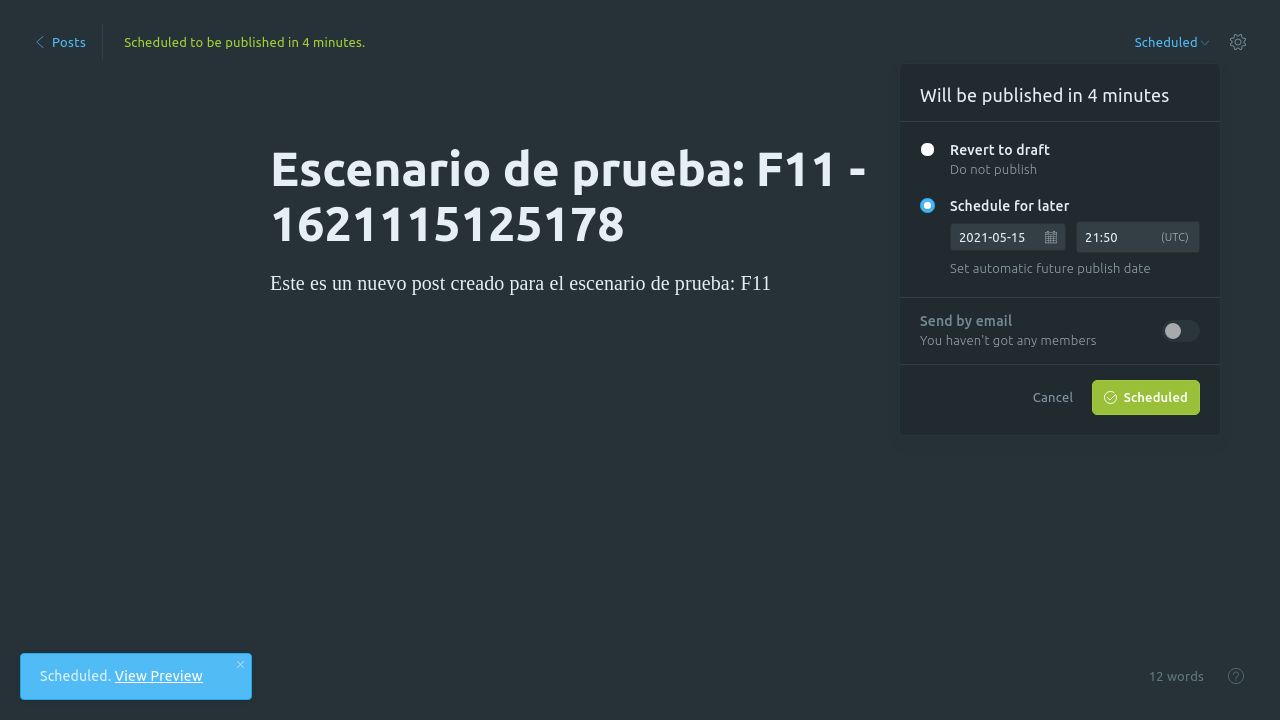 Posts
Scheduled to be published in 4 minutes.
Scheduled
Will be published in 4 minutes
Escenario de prueba: F11 -
1621115125178
Este es un nuevo post creado para el escenario de prueba: F11
Revert to draft
Do not publish
Schedule for later
2021-05-15 21:50 (UTC)
Set automatic future publish date
Send by email
You haven't got any members
Cancel Scheduled
Scheduled. View Preview
12 words